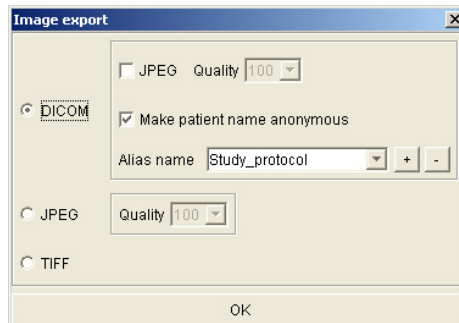 Image export
JPEG Quality 100
DICOM
Make patient name anonymous
Alias name Study_protocol + -
JPEG Quality 100
TIFF
OK